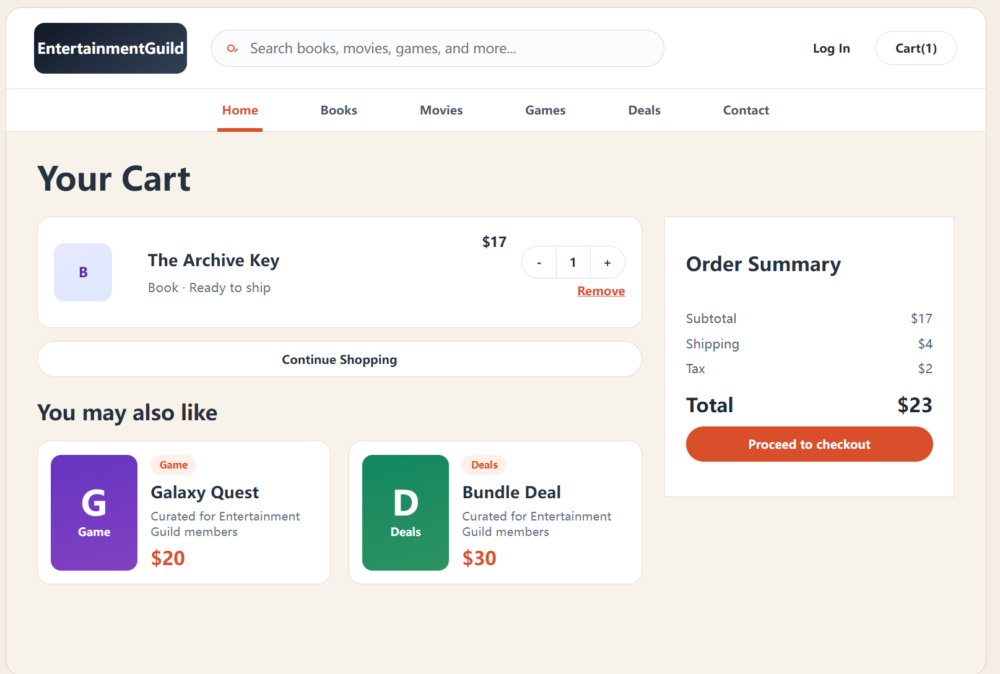 EntertainmentGuild
Search books, movies, games, and more...
Log In
Cart(1)
Home
Books
Movies
Games
Deals
Contact
Your Cart
B
The Archive Key
Book · Ready to ship
$17
-
1
+
Remove
Continue Shopping
You may also like
G
Game
Game
Galaxy Quest
Curated for Entertainment
Guild members
$20
D
Deals
Deals
Bundle Deal
Curated for Entertainment
Guild members
$30
Order Summary
Subtotal $17
Shipping $4
Tax $2
Total $23
Proceed to checkout